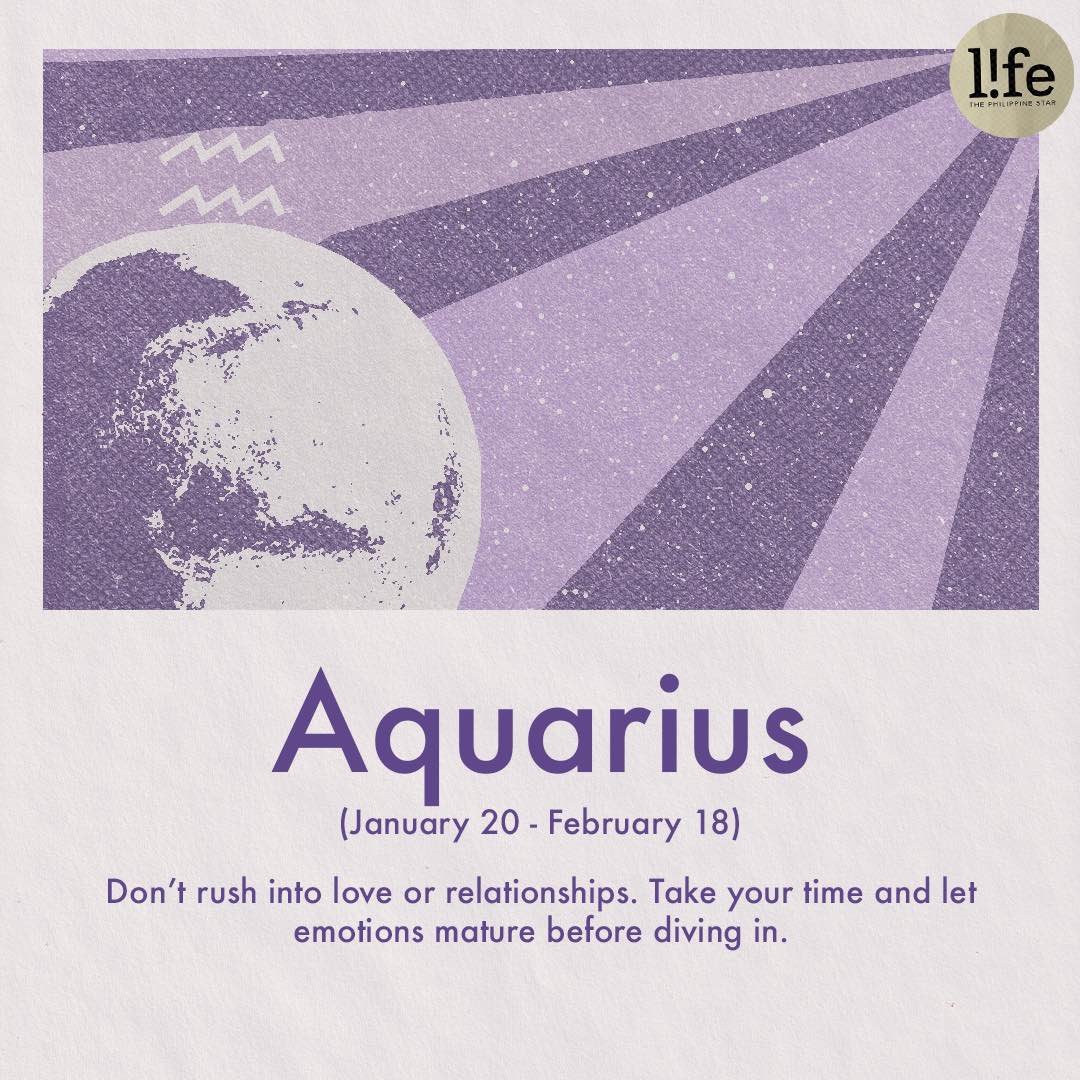 l!fe
THE PHILIPPINE STAR
Aquarius
(January 20 - February 18)
Don’t rush into love or relationships. Take your time and let
emotions mature before diving in.